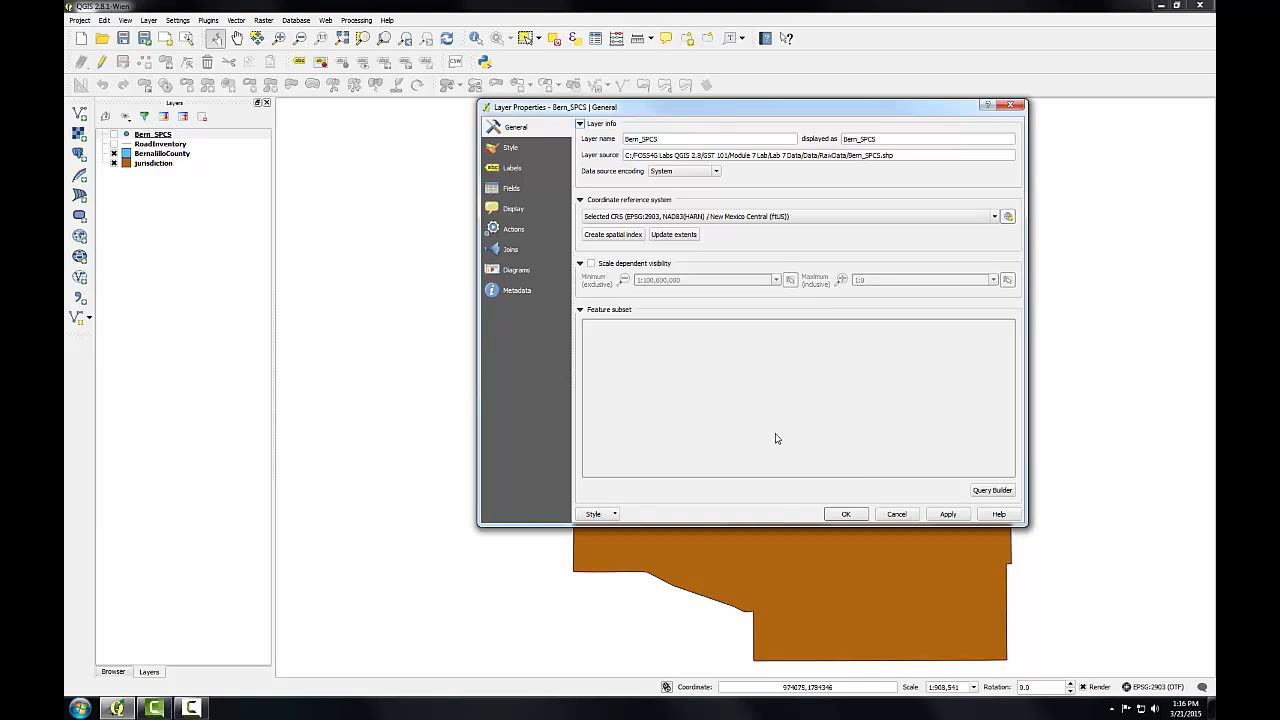 QGIS 2.8.1-Wien
Project Edit View Layer Settings Plugins Vector Raster Database Web Processing Help
Layers
Bern_SPCS
RoadInventory
BernalilloCounty
jurisdiction
Layer Properties - Bern_SPCS | General
General
Style
Labels
Fields
Display
Actions
Joins
Diagrams
Metadata
Layer info
Layer name Bern_SPCS displayed as Bern_SPCS
Layer source C:/FOSS4G Labs QGIS 2.8/GST 101/Module 7 Lab/Lab 7 Data/Data/Raw Data/Bern_SPCS.shp
Data source encoding System
Coordinate reference system
Selected CRS (EPSG:2903, NAD83(HARN) / New Mexico Central (ftUS))
Create spatial index Update extents
Scale dependent visibility
Minimum (exclusive) 1:100,000,000 Maximum (inclusive) 1:0
Feature subset
Query Builder
Style OK Cancel Apply Help
Browser Layers
Coordinate: 974075,1784346 Scale 1:908,541 Rotation: 0.0 Render EPSG:2903 (OTF)
1:16 PM
3/21/2015